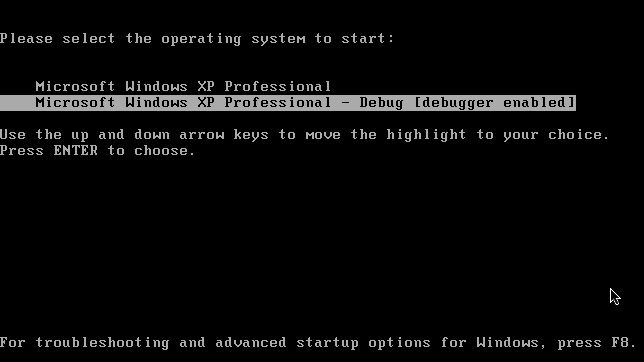 Please select the operating system to start:
Microsoft Windows XP Professional
Microsoft Windows XP Professional - Debug [debugger enabled]
Use the up and down arrow keys to move the highlight to your choice.
Press ENTER to choose.
For troubleshooting and advanced startup options for Windows, press F8.